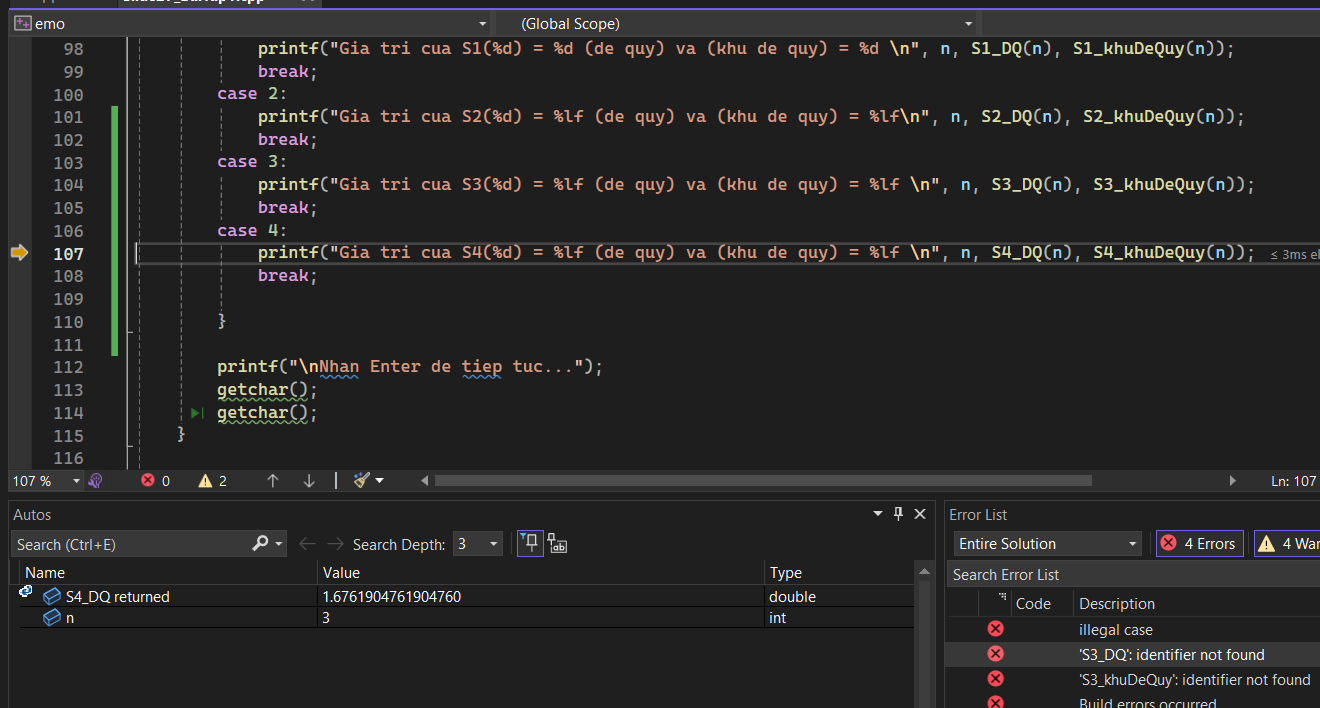 emo (Global Scope)
98 printf("Gia tri cua S1(%d) = %d (de quy) va (khu de quy) = %d \n", n, S1_DQ(n), S1_khuDeQuy(n));
99 break;
100 case 2:
101 printf("Gia tri cua S2(%d) = %lf (de quy) va (khu de quy) = %lf\n", n, S2_DQ(n), S2_khuDeQuy(n));
102 break;
103 case 3:
104 printf("Gia tri cua S3(%d) = %lf (de quy) va (khu de quy) = %lf \n", n, S3_DQ(n), S3_khuDeQuy(n));
105 break;
106 case 4:
107 printf("Gia tri cua S4(%d) = %lf (de quy) va (khu de quy) = %lf \n", n, S4_DQ(n), S4_khuDeQuy(n)); ≤ 3ms el
108 break;
109
110 }
111
112 printf("\nNhan Enter de tiep tuc...");
113 getchar();
114 getchar();
115 }
116
107 % 0 2 Ln: 107
Autos
Search (Ctrl+E) Search Depth: 3
Name Value Type
S4_DQ returned 1.6761904761904760 double
n 3 int
Error List
Entire Solution 4 Errors 4 War
Search Error List
Code Description
illegal case
'S3_DQ': identifier not found
'S3_khuDeQuy': identifier not found
Build errors occurred